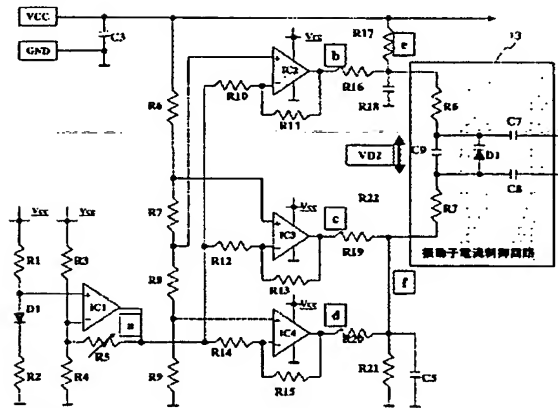 VCC
GND
C3
13
Vcc
R17
e
b
IC2
R10
R16
R18
R11
R6
R6
C7
C9
D1
VD2
C8
R7
R22
Vcc
c
R7
IC3
R12
R19
R13
振動子電流制御回路
Vcc
Vcc
R1
R3
R8
Vcc
f
IC1
a
d
D1
IC4
R14
R20
R5
R2
R4
R9
R15
R21
C5